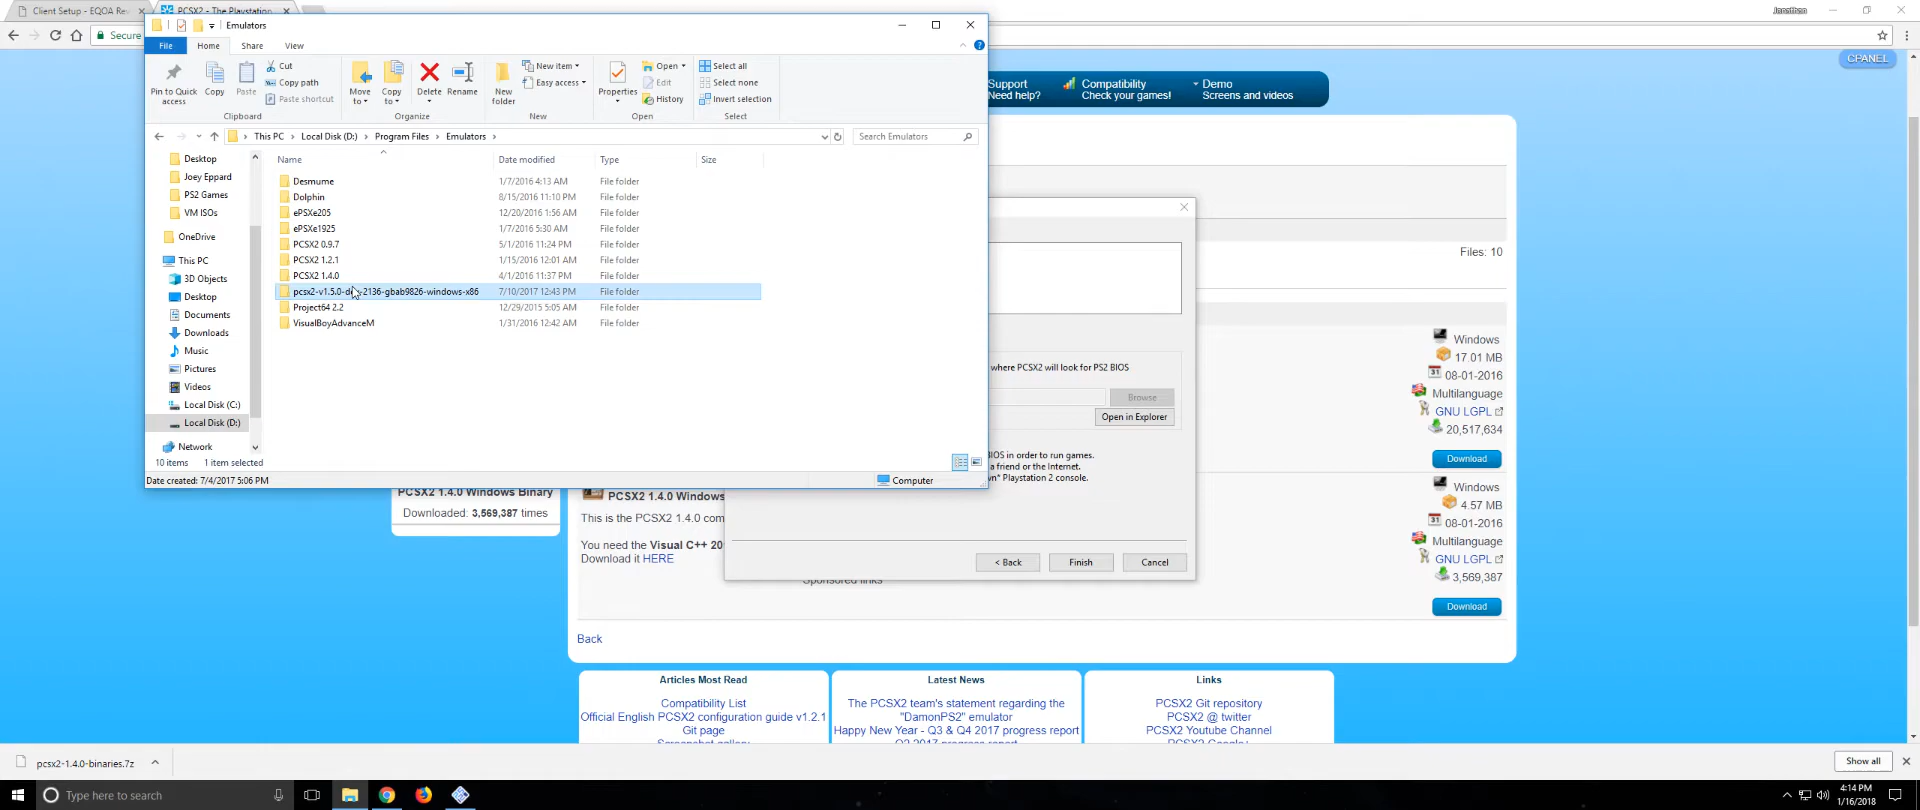 Client Setup - EQOA Re
PCSX2 - The Playstation
Jonathan
Secure
CPANEL
Emulators
File
Home
Share
View
Pin to Quick access
Copy
Paste
Cut
Copy path
Paste shortcut
Clipboard
Move to
Copy to
Delete
Rename
Organize
New folder
New item
Easy access
New
Properties
Open
Edit
History
Open
Select all
Select none
Invert selection
Select
Support
Need help?
Compatibility
Check your games!
Demo
Screens and videos
This PC > Local Disk (D:) > Program Files > Emulators >
Search Emulators
Name Date modified Type Size
Desktop
Joey Eppard
PS2 Games
VM ISOs
OneDrive
This PC
3D Objects
Desktop
Documents
Downloads
Music
Pictures
Videos
Local Disk (C:)
Local Disk (D:)
Network
Desmume 1/7/2016 4:13 AM File folder
Dolphin 8/15/2016 11:10 PM File folder
ePSXe205 12/20/2016 1:56 AM File folder
ePSXe1925 1/7/2016 5:30 AM File folder
PCSX2 0.9.7 5/1/2016 11:24 PM File folder
PCSX2 1.2.1 1/15/2016 12:01 AM File folder
PCSX2 1.4.0 4/1/2016 11:37 PM File folder
pcsx2-v1.5.0-dev-2136-gbab9826-windows-x86 7/10/2017 12:43 PM File folder
Project64 2.2 12/29/2015 5:05 AM File folder
VisualBoyAdvanceM 1/31/2016 12:42 AM File folder
10 items 1 item selected
Date created: 7/4/2017 5:06 PM
Computer
where PCSX2 will look for PS2 BIOS
Browse
Open in Explorer
BIOS in order to run games.
a friend or the Internet.
n* Playstation 2 console.
< Back
Finish
Cancel
Files: 10
Windows
17.01 MB
08-01-2016
Multilanguage
GNU LGPL
20,517,634
Download
Windows
4.57 MB
08-01-2016
Multilanguage
GNU LGPL
3,569,387
Download
PCSX2 1.4.0 Windows Binary
Downloaded: 3,569,387 times
PCSX2 1.4.0 Windows
This is the PCSX2 1.4.0 com
You need the Visual C++ 20
Download it HERE
Sponsored links
Back
Articles Most Read
Compatibility List
Official English PCSX2 configuration guide v1.2.1
Git page
Screenshot gallery
Latest News
The PCSX2 team's statement regarding the
"DamonPS2" emulator
Happy New Year - Q3 & Q4 2017 progress report
Q2 2017 progress report
Links
PCSX2 Git repository
PCSX2 @ twitter
PCSX2 Youtube Channel
PCSX2 Google+
pcsx2-1.4.0-binaries.7z
Show all
Type here to search
4:14 PM
1/16/2018